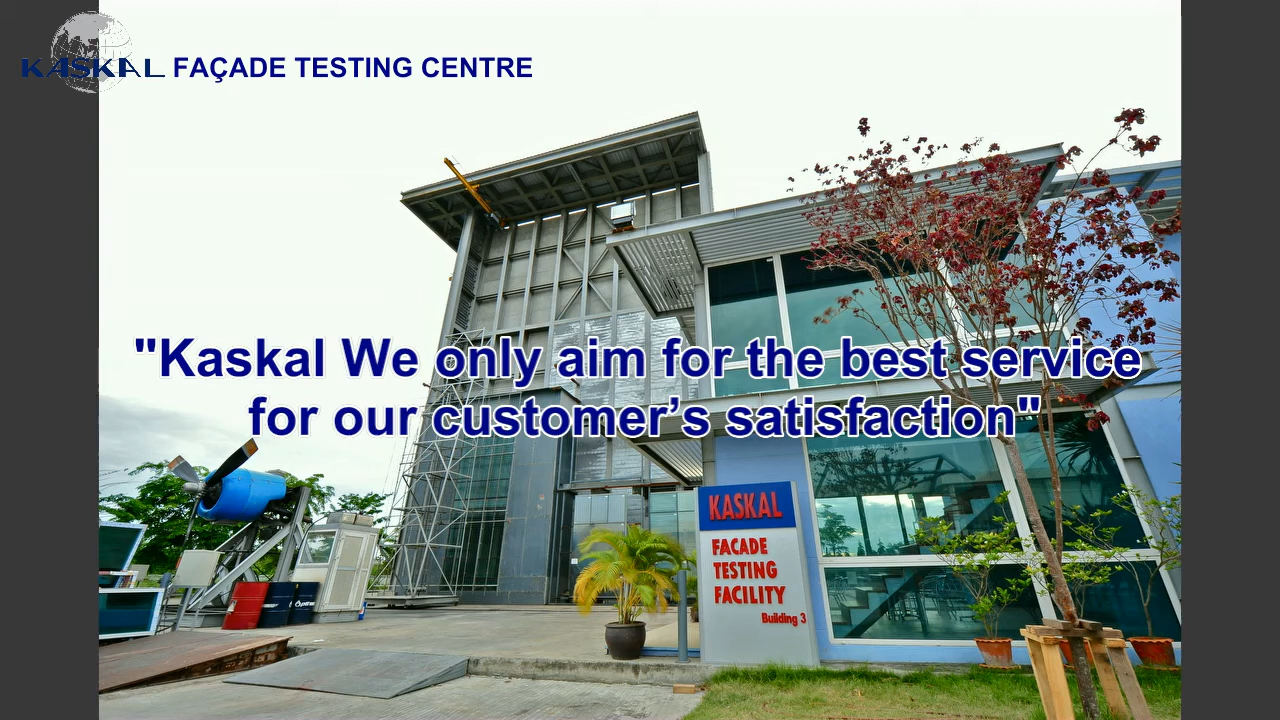 KASKAL FAÇADE TESTING CENTRE
"Kaskal We only aim for the best service
for our customer’s satisfaction"
KASKAL
FACADE
TESTING
FACILITY
Building 3